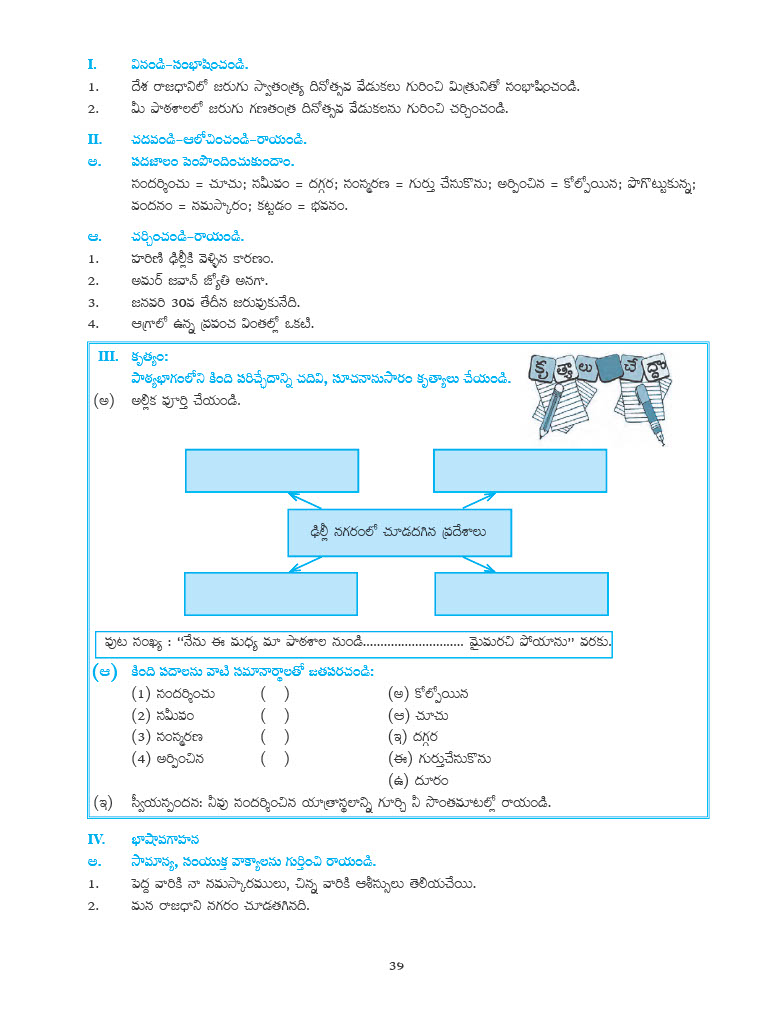 I. వినండి-సంభాషించండి.
1. దేశ రాజధానిలో జరుగు స్వాతంత్ర్య దినోత్సవ వేడుకలు గురించి మిత్రునితో సంభాషించండి.
2. మీ పాఠశాలలో జరుగు గణతంత్ర దినోత్సవ వేడుకలను గురించి చర్చించండి.
II. చదవండి-ఆలోచించండి-రాయండి.
అ. పదజాలం పెంపొందించుకుందాం.
సందర్శించు = చూచు; సమీపం = దగ్గర; సంస్మరణ = గుర్తు చేసుకొను; అర్పించిన = కోల్పోయిన; పొగొట్టుకున్న;
వందనం = నమస్కారం; కట్టడం = భవనం.
ఆ. చర్చించండి-రాయండి.
1. హరిణి ఢిల్లీకి వెళ్ళిన కారణం.
2. అమర్ జవాన్ జ్యోతి అనగా.
3. జనవరి 30వ తేదీన జరుపుకునేది.
4. ఆగ్రాలో ఉన్న ప్రపంచ వింతల్లో ఒకటి.
III. కృత్యం:
పాఠ్యభాగంలోని కింది పరిచ్ఛేదాన్ని చదివి, సూచనానుసారం కృత్యాలు చేయండి.
కృత్యాలు చేద్దాం
(అ) అల్లిక పూర్తి చేయండి.
ఢిల్లీ నగరంలో చూడదగిన ప్రదేశాలు
పుట సంఖ్య : “నేను ఈ మధ్య మా పాఠశాల నుండి............................. మైమరచి పోయాను” వరకు.
(ఆ) కింది పదాలను వాటి సమానార్థాలతో జతపరచండి:
(1) సందర్శించు ( ) (అ) కోల్పోయిన
(2) సమీపం ( ) (ఆ) చూచు
(3) సంస్మరణ ( ) (ఇ) దగ్గర
(4) అర్పించిన ( ) (ఈ) గుర్తుచేసుకొను
(ఉ) దూరం
(ఇ) స్వీయస్పందన: నీవు సందర్శించిన యాత్రాస్థలాన్ని గూర్చి నీ సొంతమాటల్లో రాయండి.
IV. భాషావగాహన
అ. సామాన్య, సంయుక్త వాక్యాలను గుర్తించి రాయండి.
1. పెద్ద వారికి నా నమస్కారములు, చిన్న వారికి ఆశీస్సులు తెలియచేయి.
2. మన రాజధాని నగరం చూడతగినది.
39